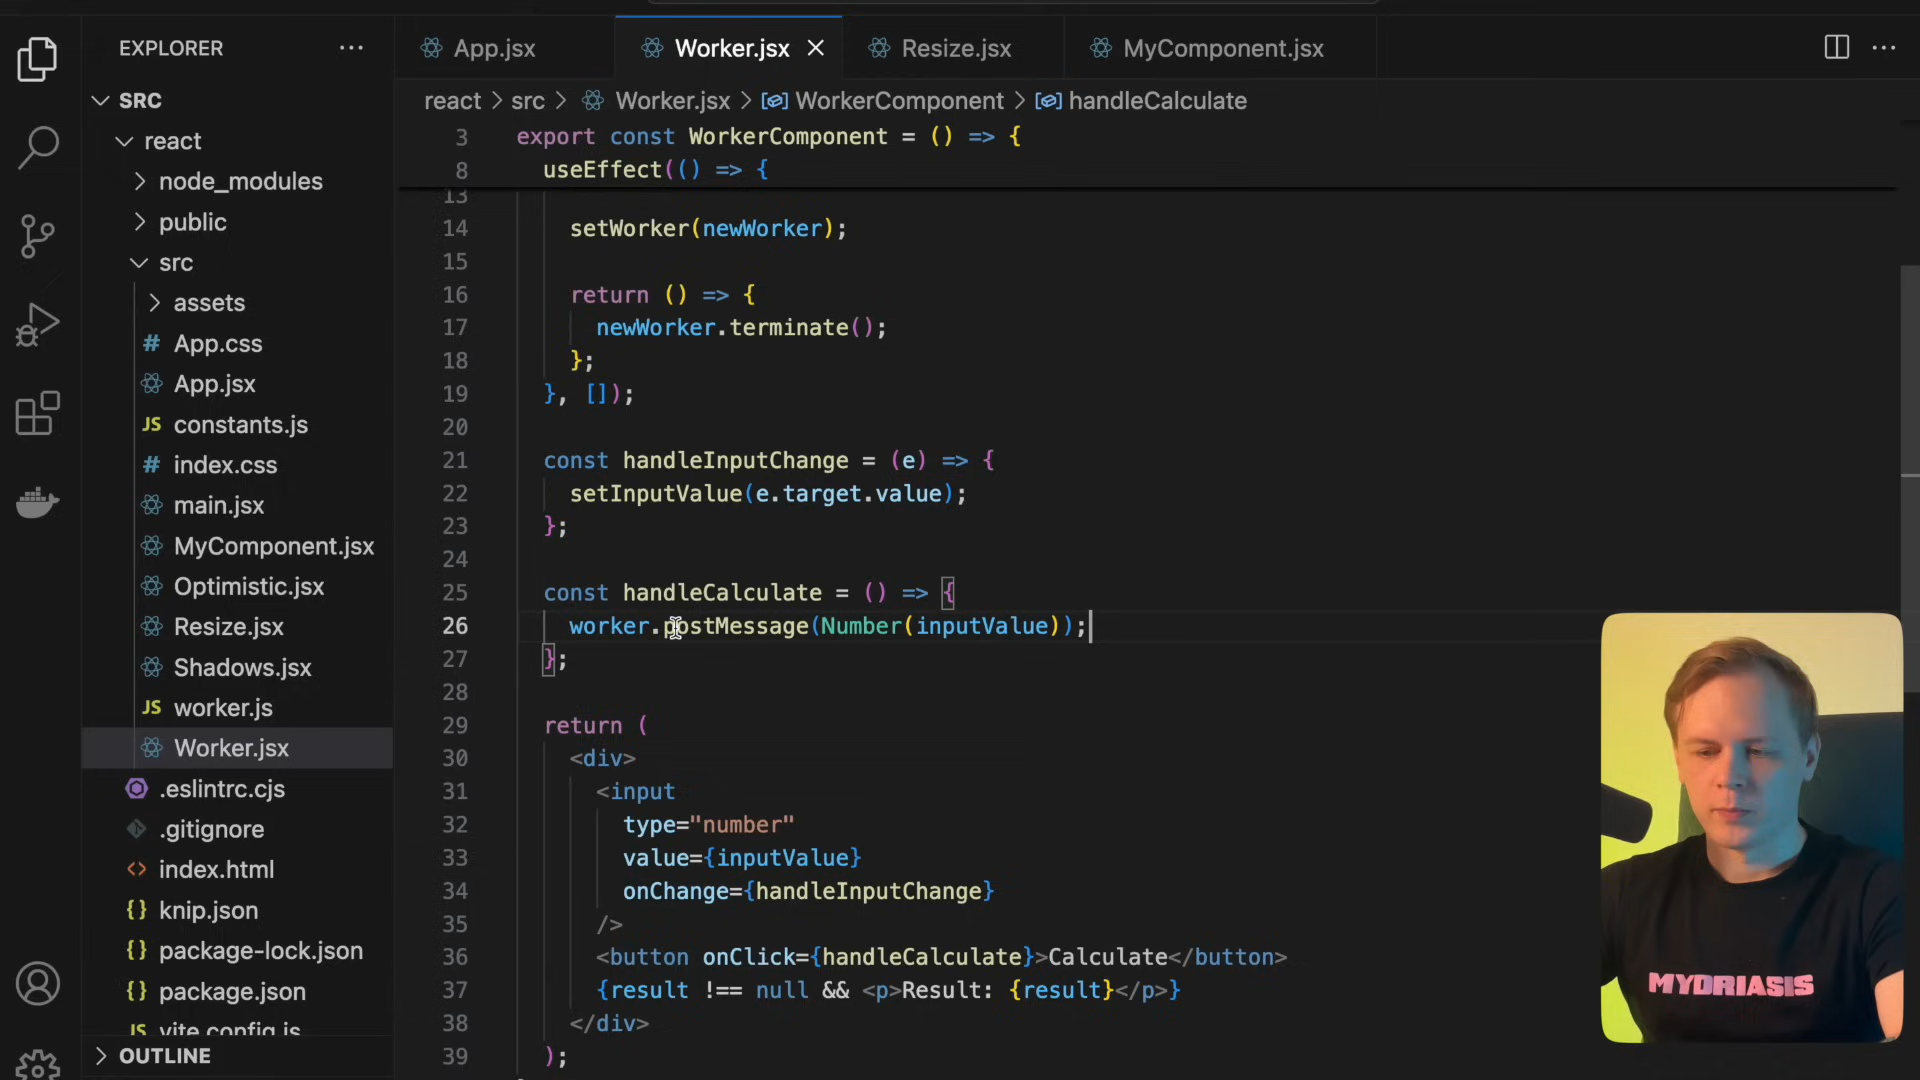 EXPLORER
SRC
react
node_modules
public
src
assets
# App.css
App.jsx
JS constants.js
# index.css
main.jsx
MyComponent.jsx
Optimistic.jsx
Resize.jsx
Shadows.jsx
JS worker.js
Worker.jsx
.eslintrc.cjs
.gitignore
<> index.html
{} knip.json
{} package-lock.json
{} package.json
JS vite.config.js
OUTLINE
App.jsx
Worker.jsx
Resize.jsx
MyComponent.jsx
react > src > Worker.jsx > WorkerComponent > handleCalculate
3 export const WorkerComponent = () => {
8 useEffect(() => {
13
14 setWorker(newWorker);
15
16 return () => {
17 newWorker.terminate();
18 };
19 }, []);
20
21 const handleInputChange = (e) => {
22 setInputValue(e.target.value);
23 };
24
25 const handleCalculate = () => {
26 worker.postMessage(Number(inputValue));
27 };
28
29 return (
30 <div>
31 <input
32 type="number"
33 value={inputValue}
34 onChange={handleInputChange}
35 />
36 <button onClick={handleCalculate}>Calculate</button>
37 {result !== null && <p>Result: {result}</p>}
38 </div>
39 );
MYDRIASIS